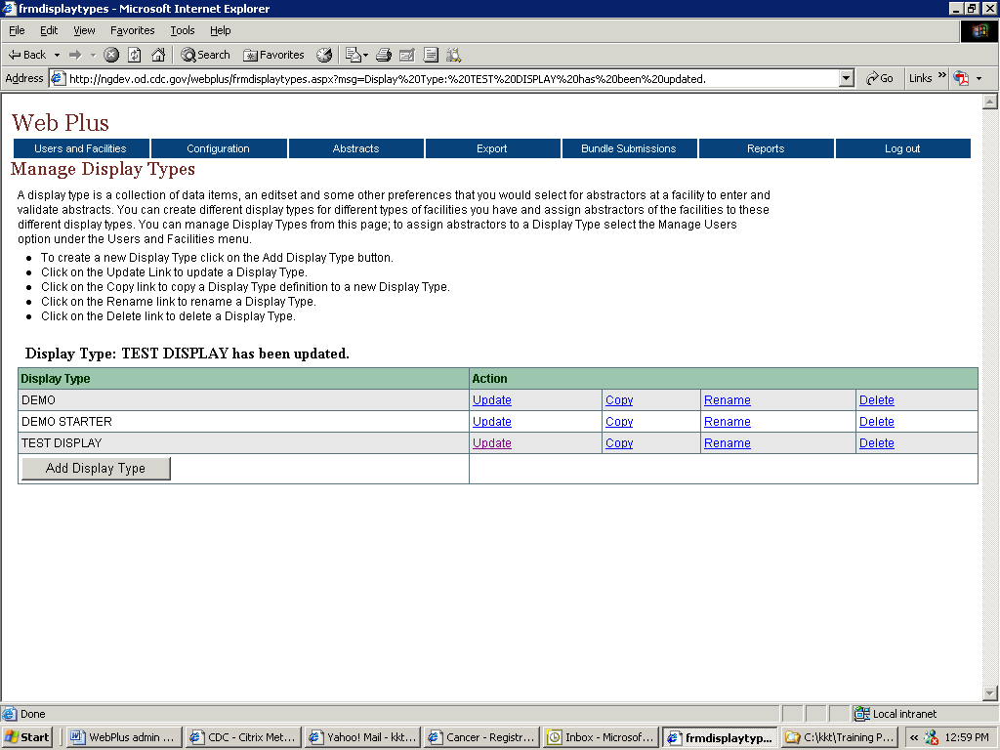 frmdisplaytypes - Microsoft Internet Explorer
File Edit View Favorites Tools Help
Back Search Favorites
Address http://ngdev.od.cdc.gov/webplus/frmdisplaytypes.aspx?msg=Display%20Type:%20TEST%20DISPLAY%20has%20been%20updated. Go Links »
Web Plus
Users and Facilities Configuration Abstracts Export Bundle Submissions Reports Log out
Manage Display Types
A display type is a collection of data items, an editset and some other preferences that you would select for abstractors at a facility to enter and
validate abstracts. You can create different display types for different types of facilities you have and assign abstractors of the facilities to these
different display types. You can manage Display Types from this page; to assign abstractors to a Display Type select the Manage Users
option under the Users and Facilities menu.
• To create a new Display Type click on the Add Display Type button.
• Click on the Update Link to update a Display Type.
• Click on the Copy link to copy a Display Type definition to a new Display Type.
• Click on the Rename link to rename a Display Type.
• Click on the Delete link to delete a Display Type.
Display Type: TEST DISPLAY has been updated.
Display Type Action
DEMO Update Copy Rename Delete
DEMO STARTER Update Copy Rename Delete
TEST DISPLAY Update Copy Rename Delete
Add Display Type
Done Local intranet
Start WebPlus admin ... CDC - Citrix Met... Yahoo! Mail - kkt... Cancer - Registr... Inbox - Microsof... frmdisplaytyp... C:\kkt\Training P... « 12:59 PM